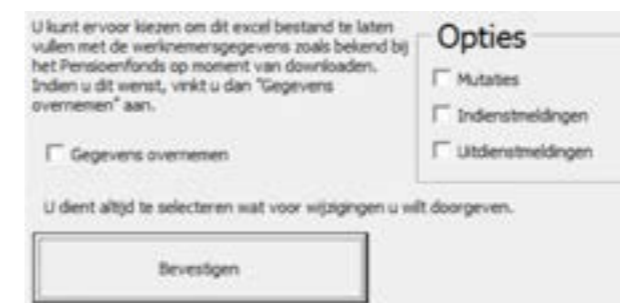 U kunt ervoor kiezen om dit excel bestand te laten
vullen met de werknemersgegevens zoals bekend bij
het Pensioenfonds op moment van downloaden.
Indien u dit wenst, vinkt u dan "Gegevens
overnemen" aan.
Gegevens overnemen
Opties
Mutaties
Indienstmeldingen
Uitdienstmeldingen
U dient altijd te selecteren wat voor wijzigingen u wilt doorgeven.
Bevestigen